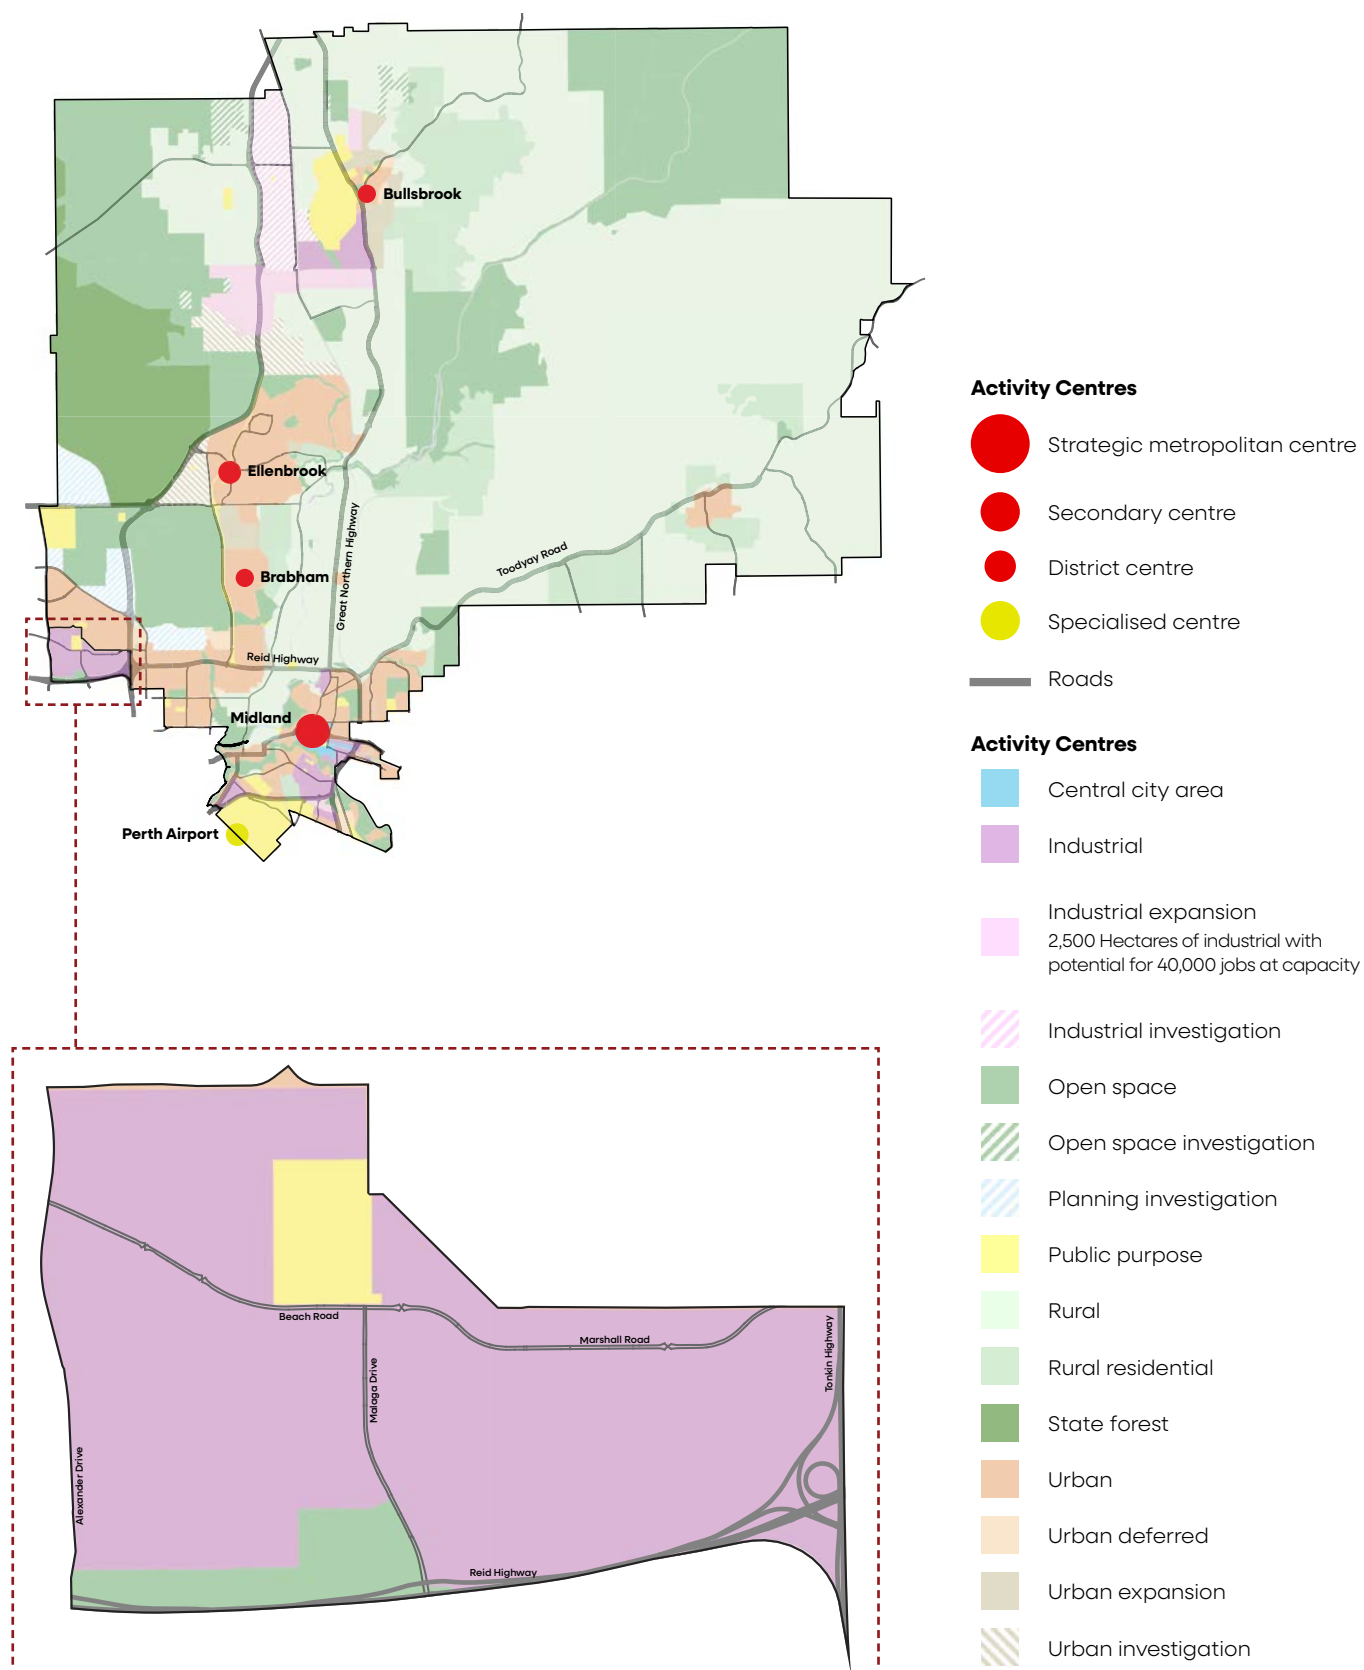 Bullsbrook
Ellenbrook
Brabham
Great Northern Highway
Toodyay Road
Reid Highway
Midland
Perth Airport
Activity Centres
Strategic metropolitan centre
Secondary centre
District centre
Specialised centre
Roads
Activity Centres
Central city area
Industrial
Industrial expansion
2,500 Hectares of industrial with
potential for 40,000 jobs at capacity
Industrial investigation
Open space
Open space investigation
Planning investigation
Public purpose
Rural
Rural residential
State forest
Urban
Urban deferred
Urban expansion
Urban investigation
Beach Road
Marshall Road
Tonkin Highway
Malaga Drive
Alexander Drive
Reid Highway